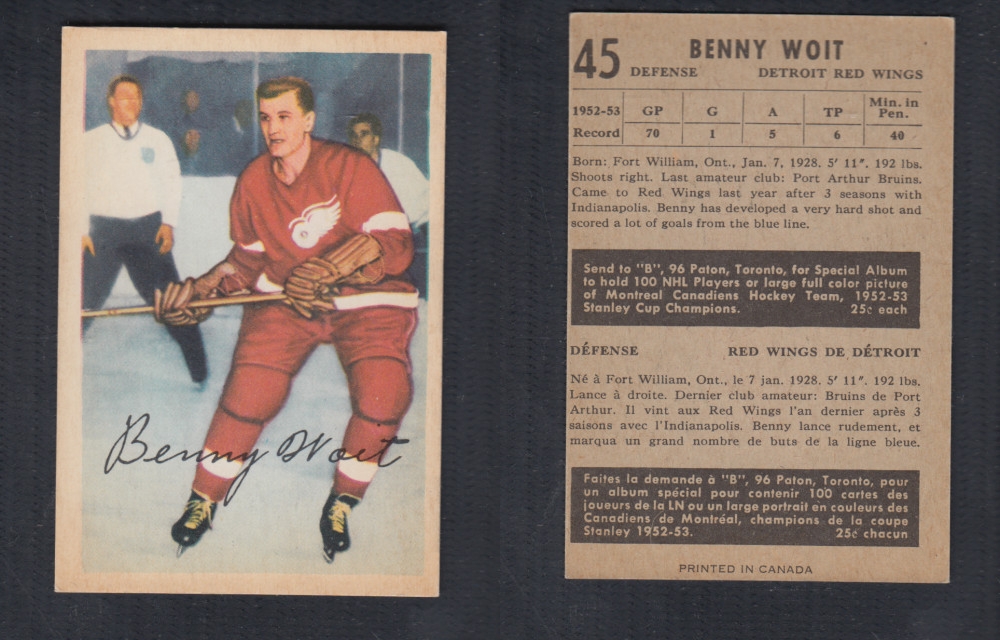 Benny Woit
45
BENNY WOIT
DEFENSE DETROIT RED WINGS
1952-53 GP G A TP Min. in Pen.
Record 70 1 5 6 40
Born: Fort William, Ont., Jan. 7, 1928. 5' 11". 192 lbs.
Shoots right. Last amateur club: Port Arthur Bruins.
Came to Red Wings last year after 3 seasons with
Indianapolis. Benny has developed a very hard shot and
scored a lot of goals from the blue line.
Send to "B", 96 Paton, Toronto, for Special Album
to hold 100 NHL Players or large full color picture
of Montreal Canadiens Hockey Team, 1952-53
Stanley Cup Champions. 25c each
DÉFENSE RED WINGS DE DÉTROIT
Né à Fort William, Ont., le 7 jan. 1928. 5' 11". 192 lbs.
Lance à droite. Dernier club amateur: Bruins de Port
Arthur. Il vint aux Red Wings l'an dernier après 3
saisons avec l'Indianapolis. Benny lance rudement, et
marqua un grand nombre de buts de la ligne bleue.
Faites la demande à "B", 96 Paton, Toronto, pour
un album spécial pour contenir 100 cartes des
joueurs de la LN ou un large portrait en couleurs des
Canadiens de Montréal, champions de la coupe
Stanley 1952-53. 25c chacun
PRINTED IN CANADA